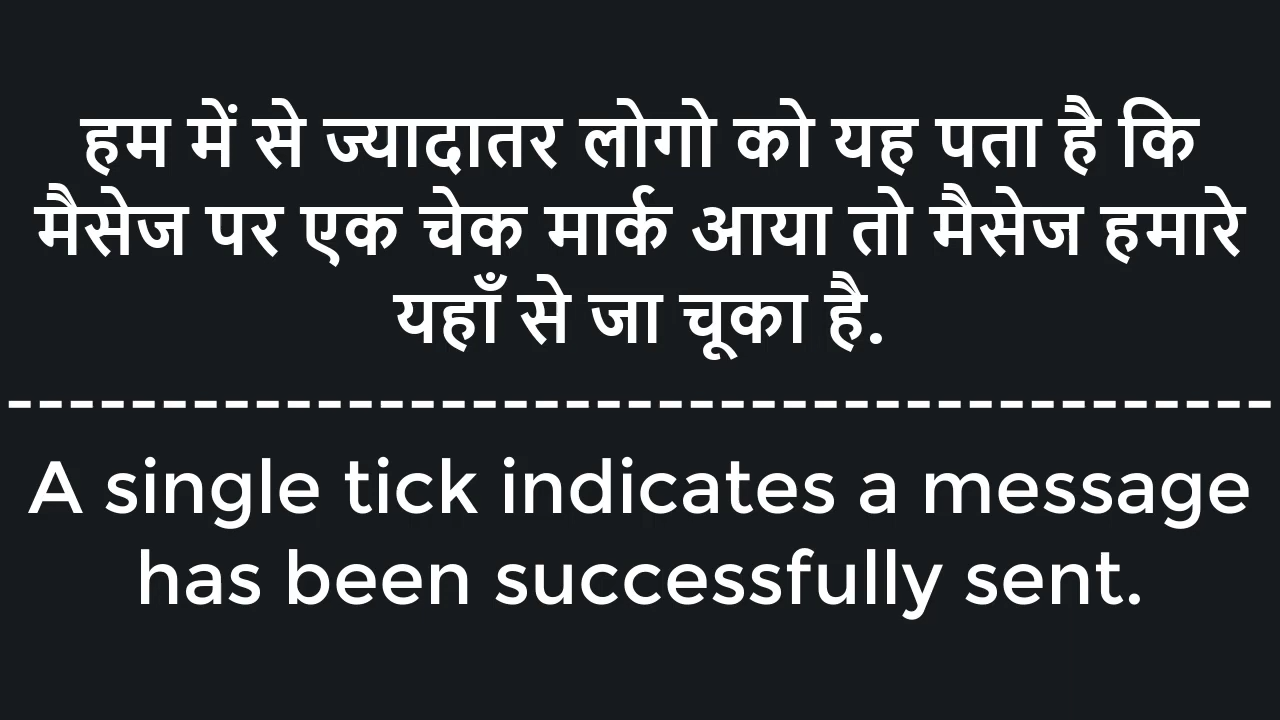 हम में से ज्यादातर लोगो को यह पता है कि
मैसेज पर एक चेक मार्क आया तो मैसेज हमारे
यहाँ से जा चूका है.
-----------------------------------------
A single tick indicates a message
has been successfully sent.